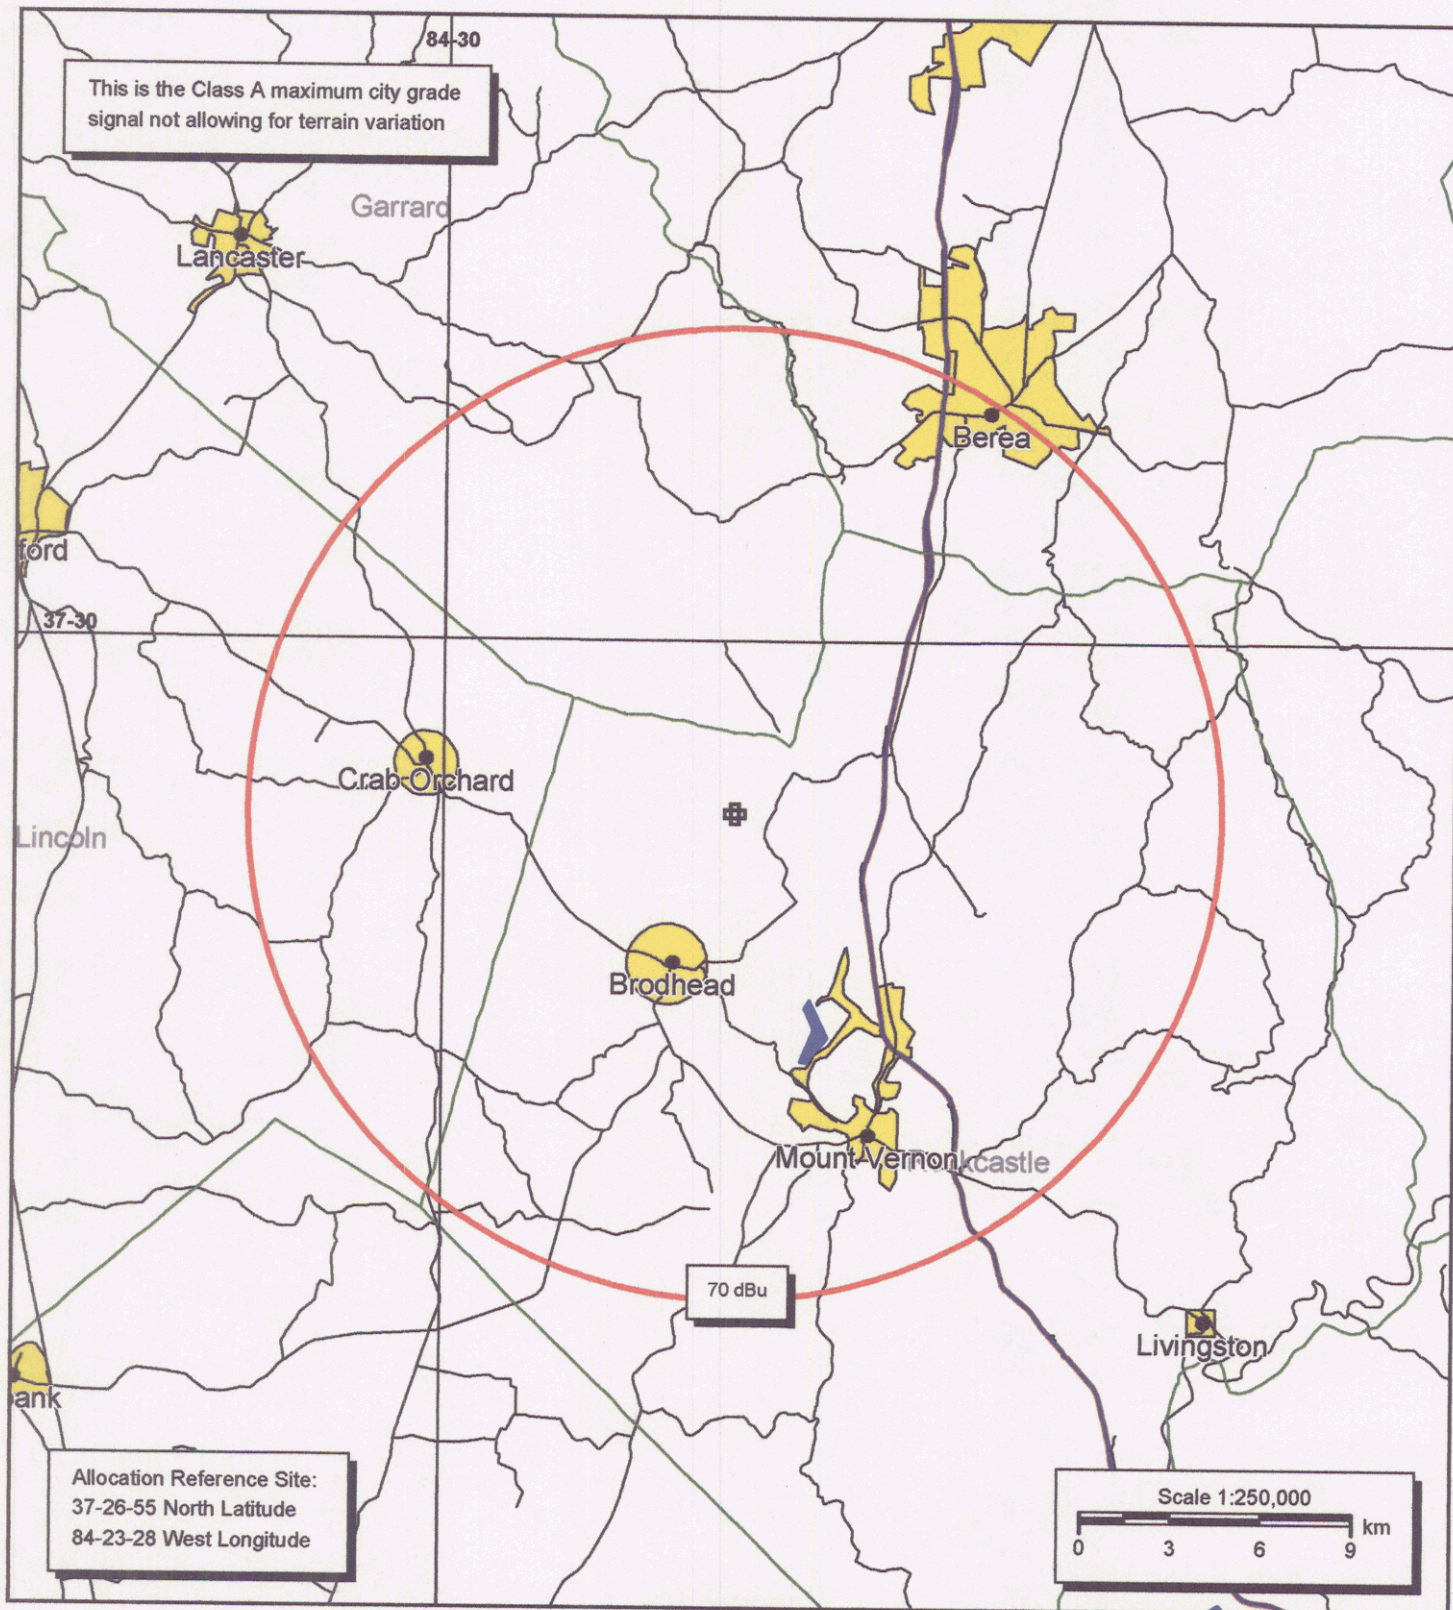 84-30
This is the Class A maximum city grade
signal not allowing for terrain variation
Garrard
Lancaster
Berea
ford
37-30
Crab Orchard
Lincoln
Brodhead
Mount Vernon
kcastle
70 dBu
Livingston
ank
Allocation Reference Site:
37-26-55 North Latitude
84-23-28 West Longitude
Scale 1:250,000
km
0 3 6 9